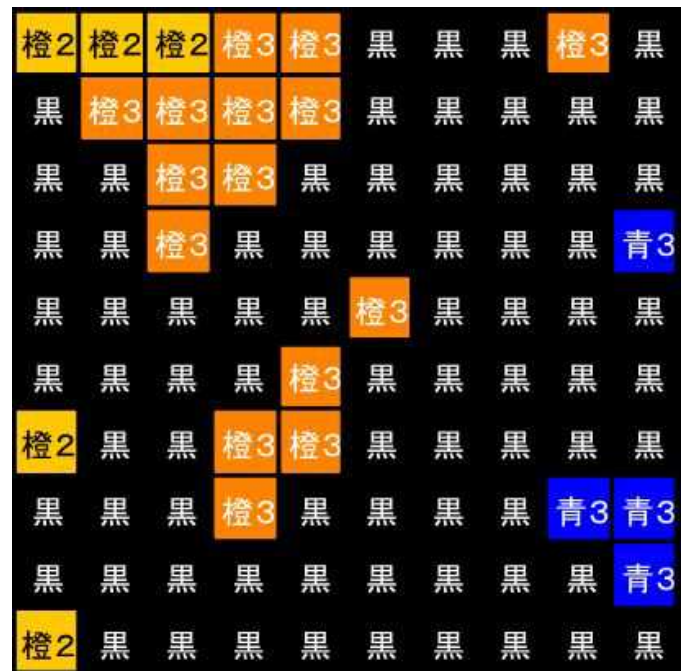 橙2 橙2 橙2 橙3 橙3 黒 黒 黒 橙3 黒
黒 橙3 橙3 橙3 橙3 黒 黒 黒 黒 黒
黒 黒 橙3 橙3 黒 黒 黒 黒 黒 黒
黒 黒 橙3 黒 黒 黒 黒 黒 黒 青3
黒 黒 黒 黒 黒 橙3 黒 黒 黒 黒
黒 黒 黒 黒 橙3 黒 黒 黒 黒 黒
橙2 黒 黒 橙3 橙3 黒 黒 黒 黒 黒
黒 黒 黒 橙3 黒 黒 黒 黒 青3 青3
黒 黒 黒 黒 黒 黒 黒 黒 黒 青3
橙2 黒 黒 黒 黒 黒 黒 黒 黒 黒